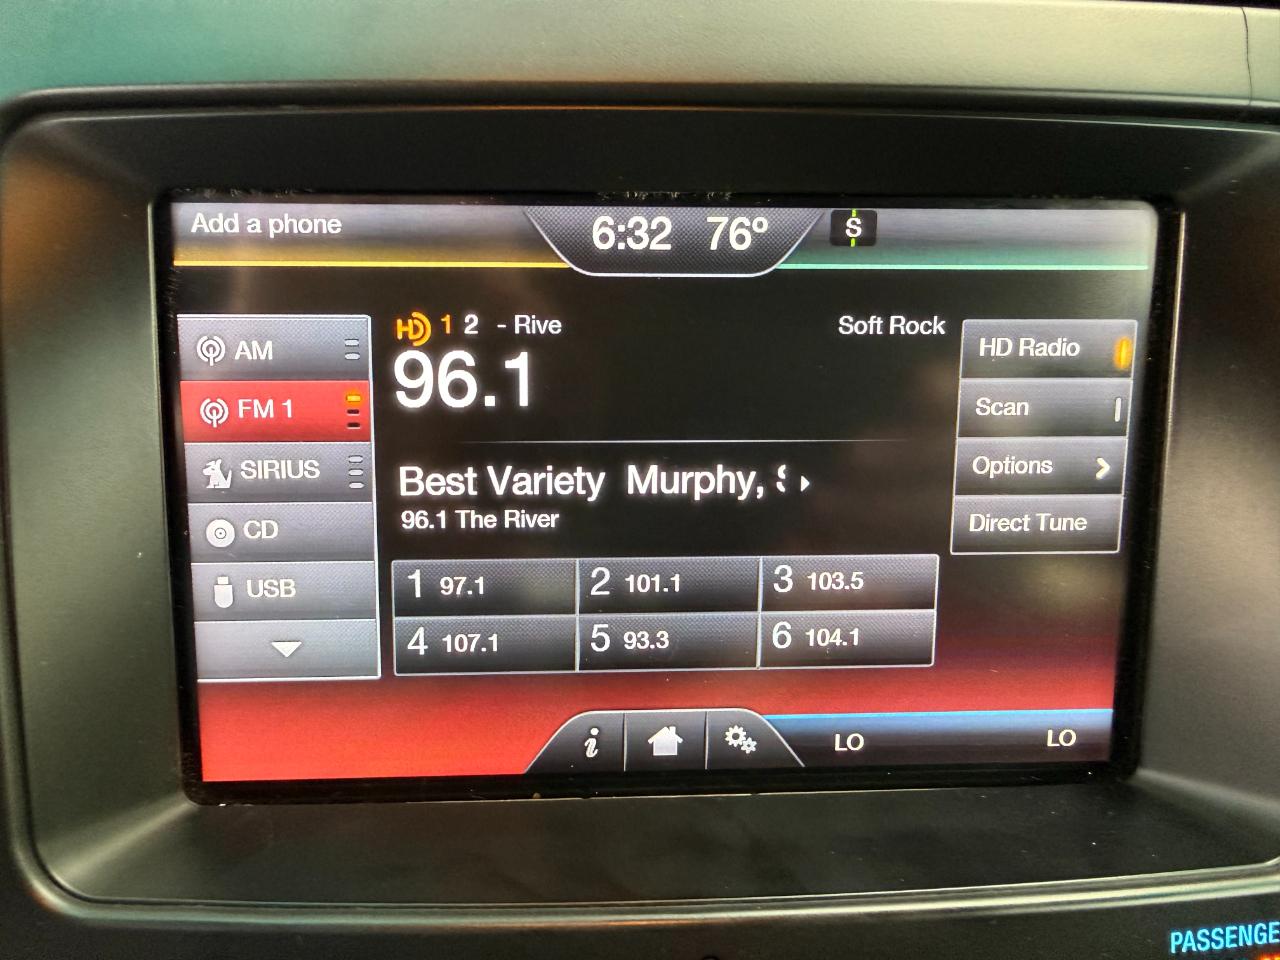 Add a phone
6:32 76°
S
AM
FM 1
SIRIUS
CD
USB
HD 1 2 - Rive
Soft Rock
96.1
Best Variety Murphy,
96.1 The River
1 97.1
2 101.1
3 103.5
4 107.1
5 93.3
6 104.1
HD Radio
Scan
Options
Direct Tune
i
LO
LO